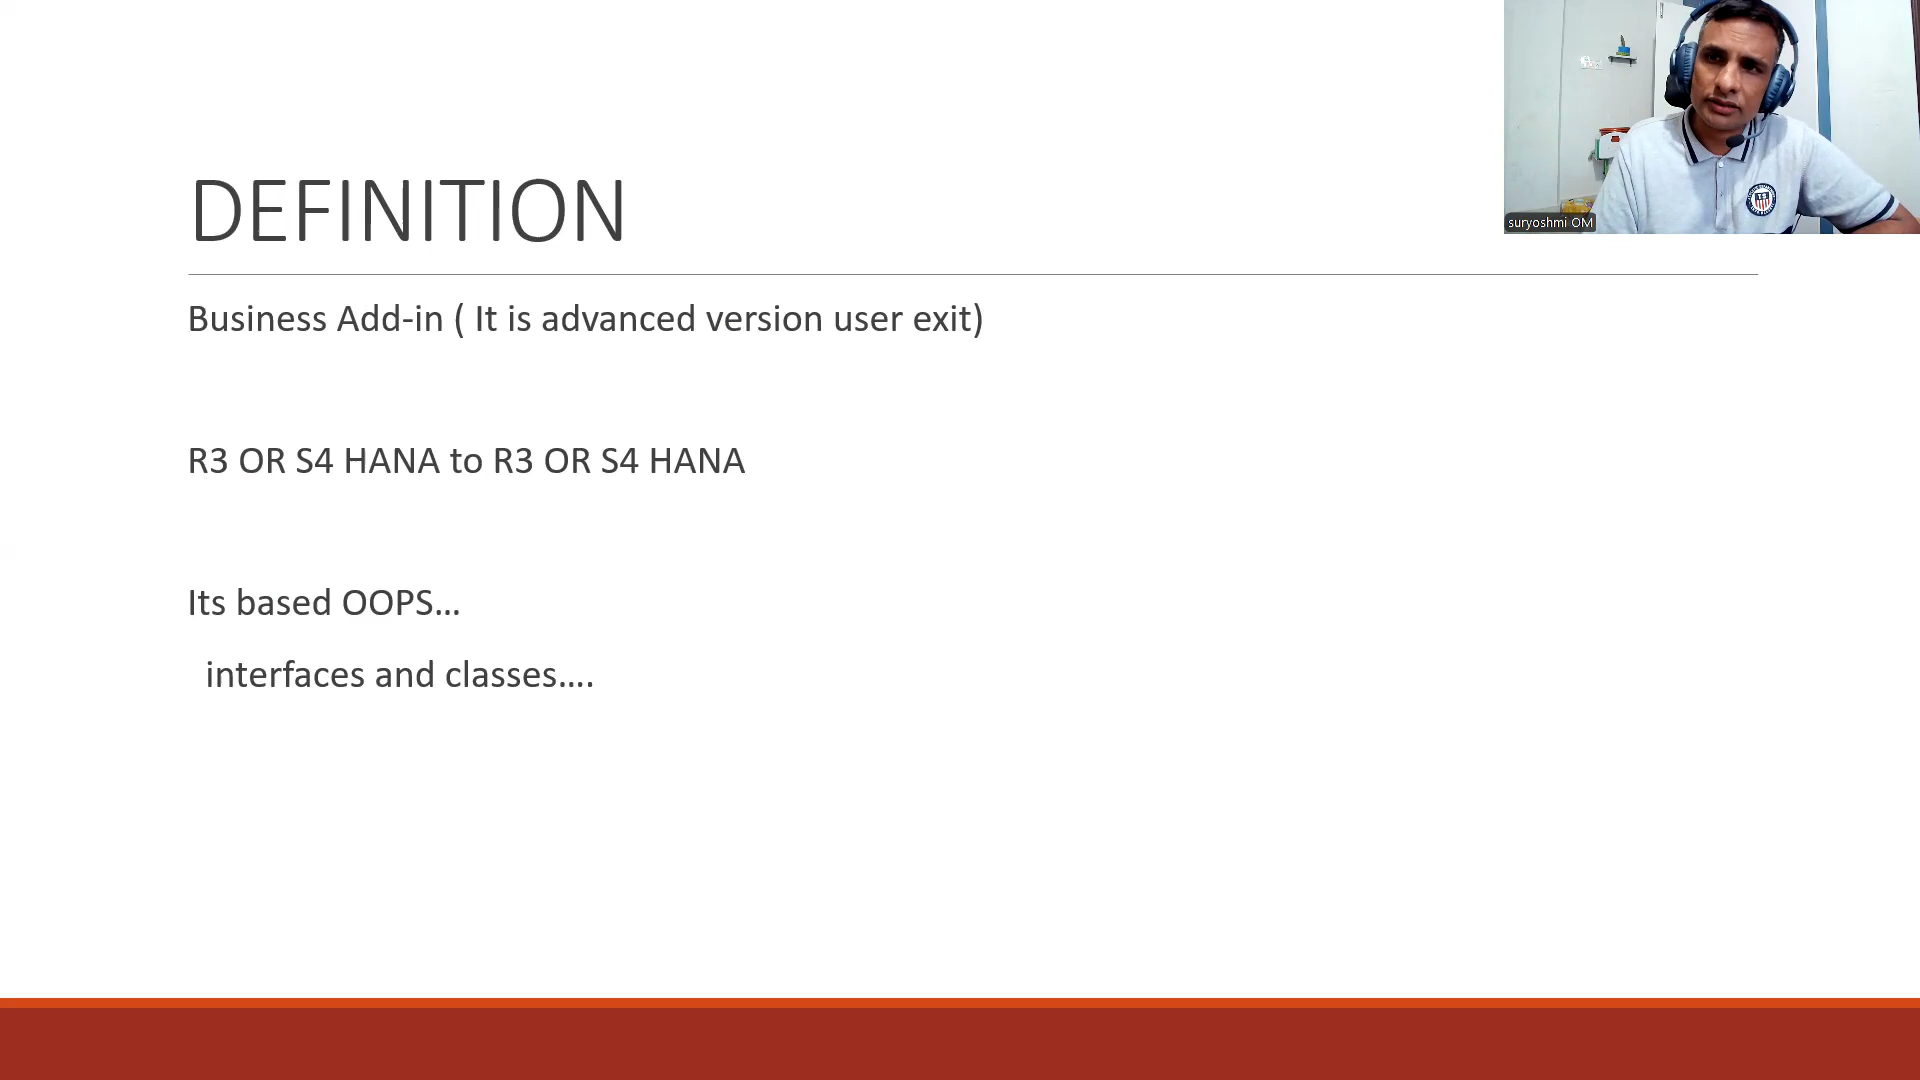 DEFINITION
Business Add-in ( It is advanced version user exit)
R3 OR S4 HANA to R3 OR S4 HANA
Its based OOPS...
interfaces and classes....
suryoshmi OM